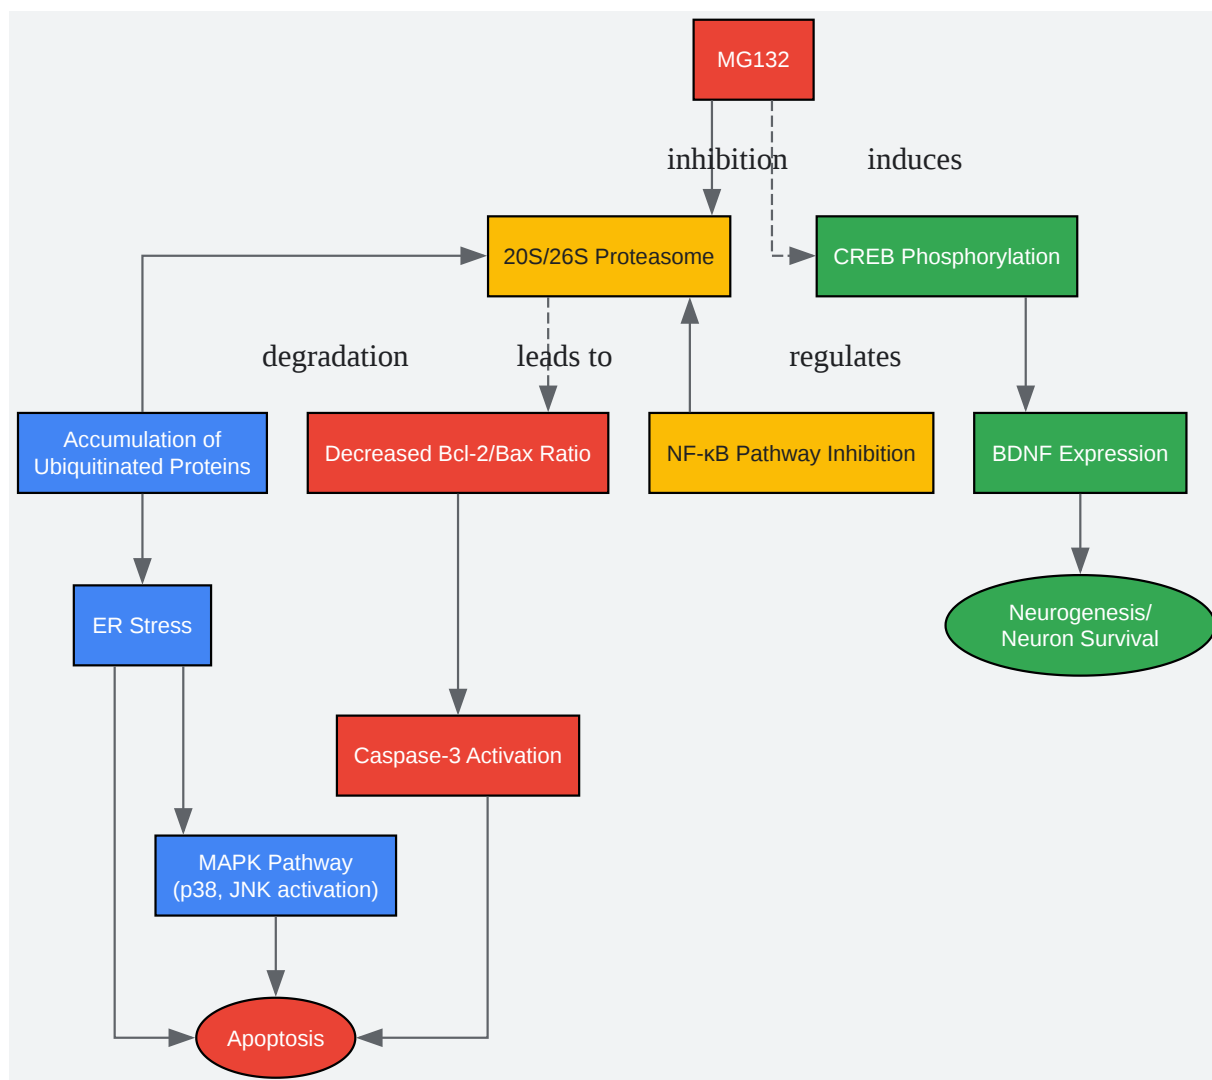 MG132
inhibition
induces
20S/26S Proteasome
CREB Phosphorylation
degradation
leads to
regulates
Accumulation of
Ubiquitinated Proteins
Decreased Bcl-2/Bax Ratio
NF-κB Pathway Inhibition
BDNF Expression
ER Stress
Neurogenesis/
Neuron Survival
Caspase-3 Activation
MAPK Pathway
(p38, JNK activation)
Apoptosis